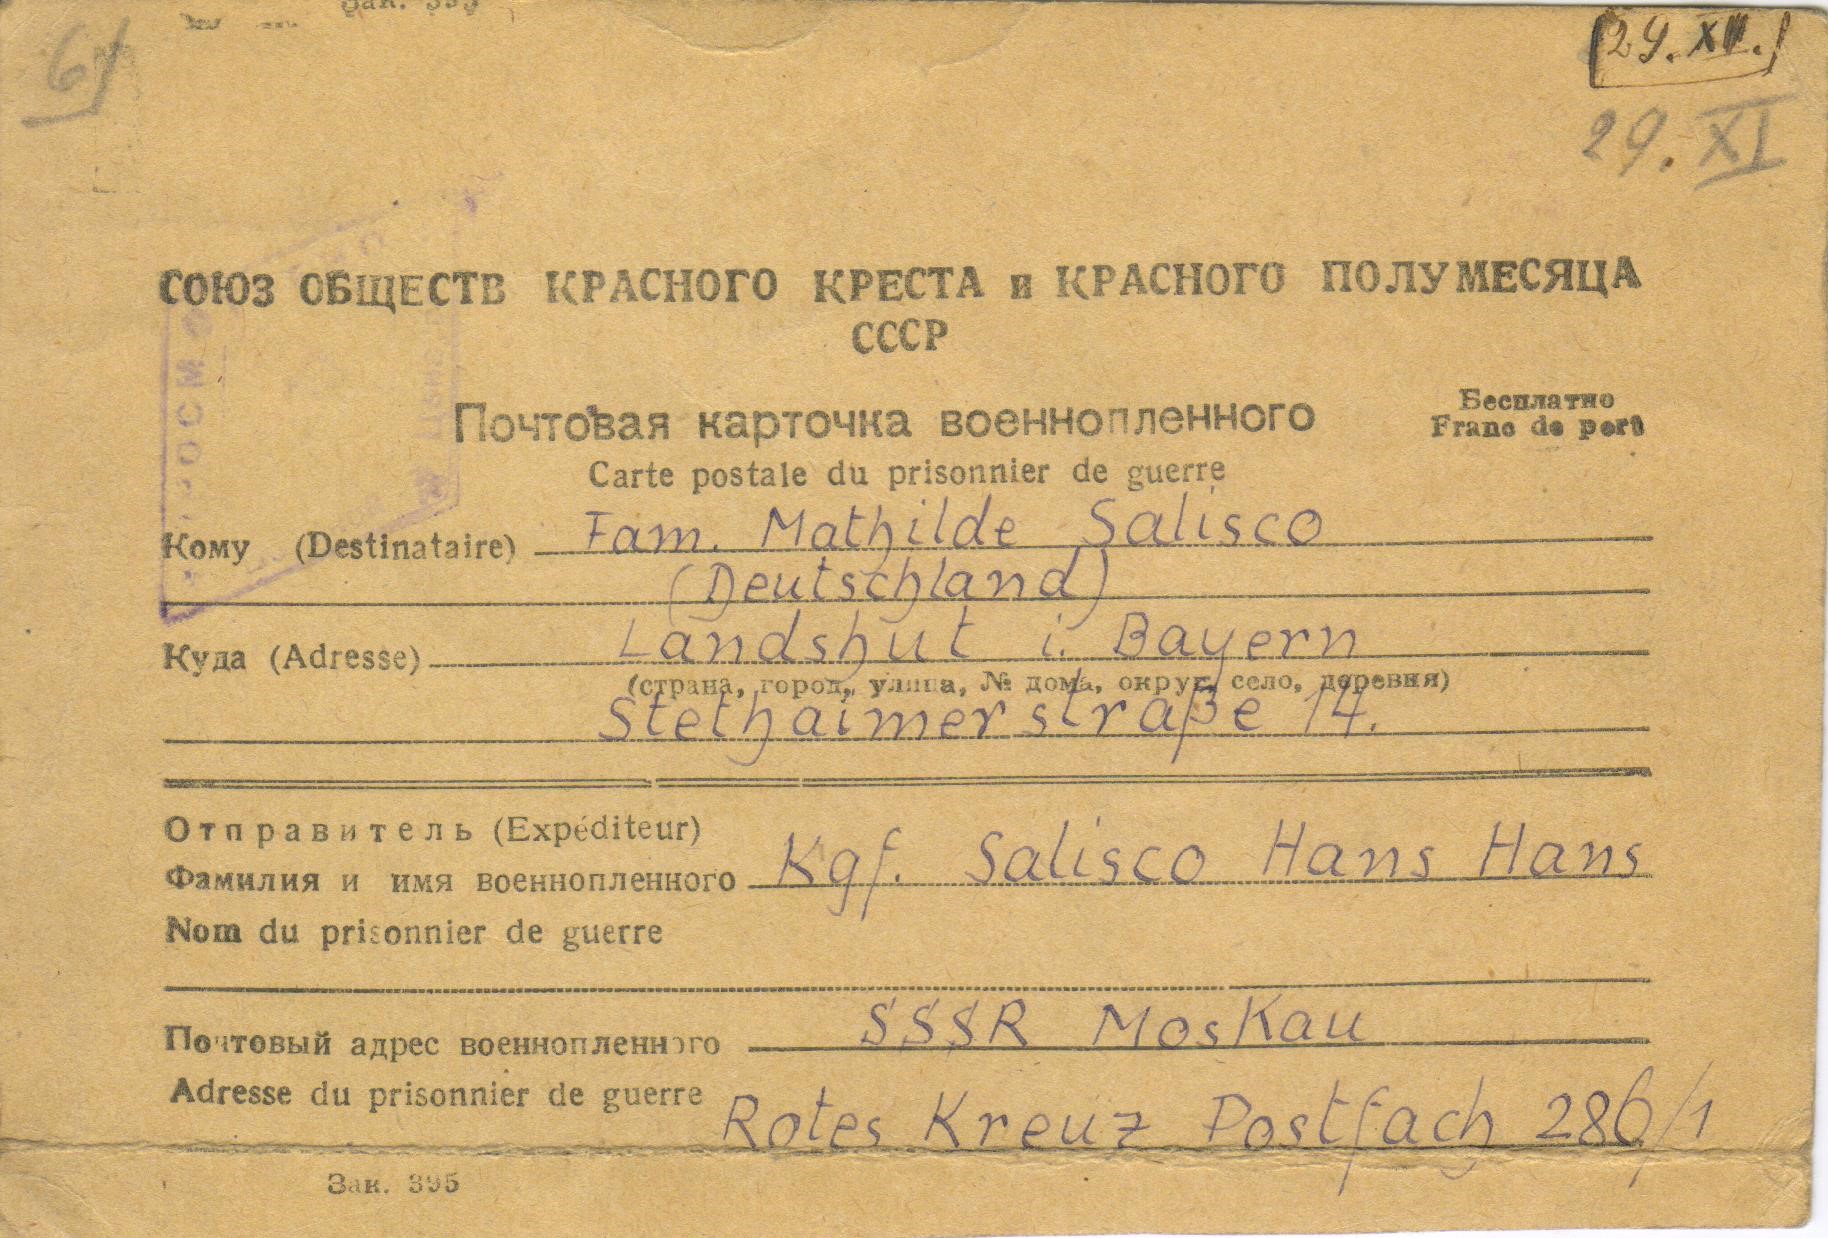 Зак. 395
61
29. XII.
29. XI
СОЮЗ ОБЩЕСТВ КРАСНОГО КРЕСТА и КРАСНОГО ПОЛУМЕСЯЦА
СССР
Почтовая карточка военнопленного
Бесплатно
Franc de port
Carte postale du prisonnier de guerre
Кому (Destinataire) Fam. Mathilde Salisco
(Deutschland)
Куда (Adresse) Landshut i. Bayern
(страна, город, улица, № дома, округ, село, деревня)
Stethaimerstraße 14.
Отправитель (Expéditeur)
Фамилия и имя военнопленного Kgf. Salisco Hans Hans
Nom du prisonnier de guerre
Почтовый адрес военнопленного SSSR Moskau
Adresse du prisonnier de guerre Rotes Kreuz Postfach 286/1
Зак. 395